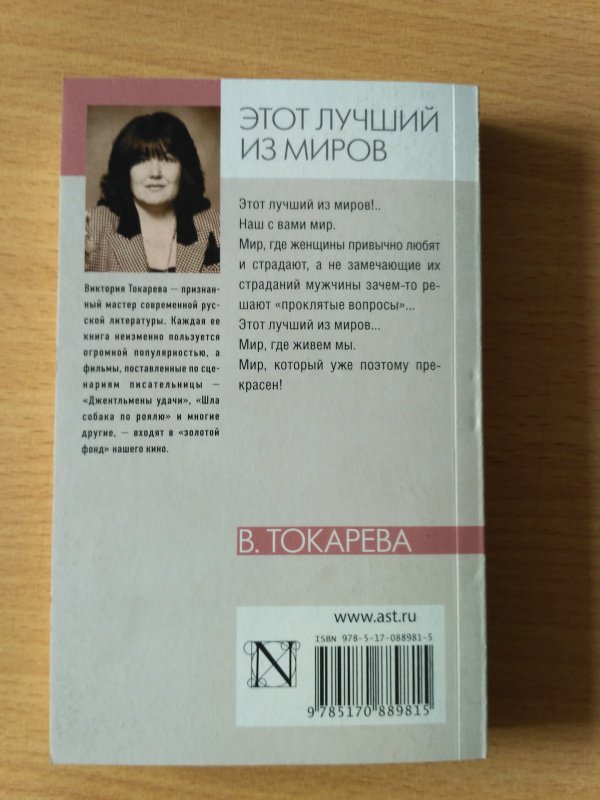 ЭТОТ ЛУЧШИЙ
ИЗ МИРОВ
Этот лучший из миров!..
Наш с вами мир.
Мир, где женщины привычно любят
и страдают, а не замечающие их
страданий мужчины зачем-то ре-
шают «проклятые вопросы»...
Этот лучший из миров...
Мир, где живем мы.
Мир, который уже поэтому пре-
красен!
Виктория Токарева — признан-
ный мастер современной рус-
ской литературы. Каждая ее
книга неизменно пользуется
огромной популярностью, а
фильмы, поставленные по сце-
нариям писательницы —
«Джентльмены удачи», «Шла
собака по роялю» и многие
другие, — входят в «золотой
фонд» нашего кино.
В. ТОКАРЕВА
www.ast.ru
ISBN 978-5-17-088981-5
N
9 785170 889815